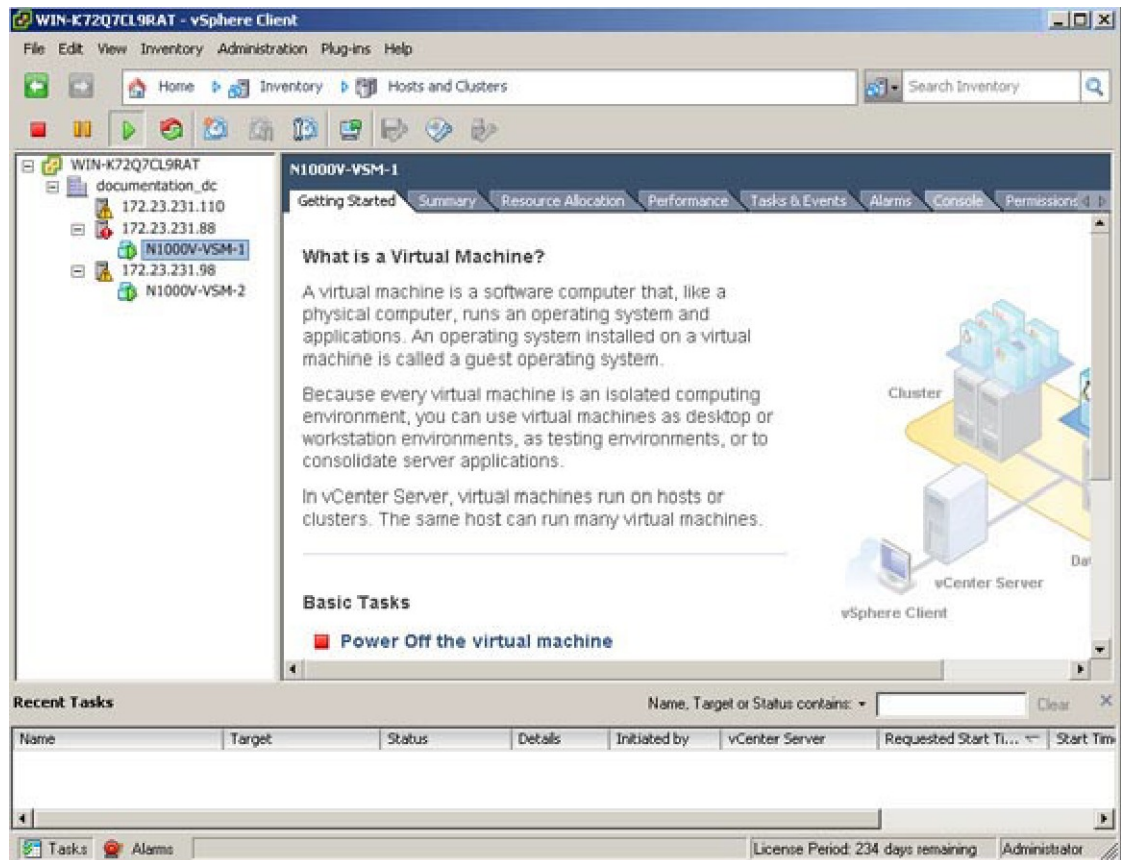 WIN-K72Q7CL9RAT - vSphere Client
File Edit View Inventory Administration Plug-ins Help
Home Inventory Hosts and Clusters Search Inventory
WIN-K72Q7CL9RAT
documentation_dc
172.23.231.110
172.23.231.88
N1000V-VSM-1
172.23.231.98
N1000V-VSM-2
N1000V-VSM-1
Getting Started Summary Resource Allocation Performance Tasks & Events Alarms Console Permissions
What is a Virtual Machine?
A virtual machine is a software computer that, like a
physical computer, runs an operating system and
applications. An operating system installed on a virtual
machine is called a guest operating system.
Because every virtual machine is an isolated computing
environment, you can use virtual machines as desktop or
workstation environments, as testing environments, or to
consolidate server applications.
In vCenter Server, virtual machines run on hosts or
clusters. The same host can run many virtual machines.
Basic Tasks
Power Off the virtual machine
Cluster
vCenter Server
vSphere Client
Recent Tasks Name, Target or Status contains: Clear
Name Target Status Details Initiated by vCenter Server Requested Start Ti... Start Tim
Tasks Alarms License Period: 234 days remaining Administrator